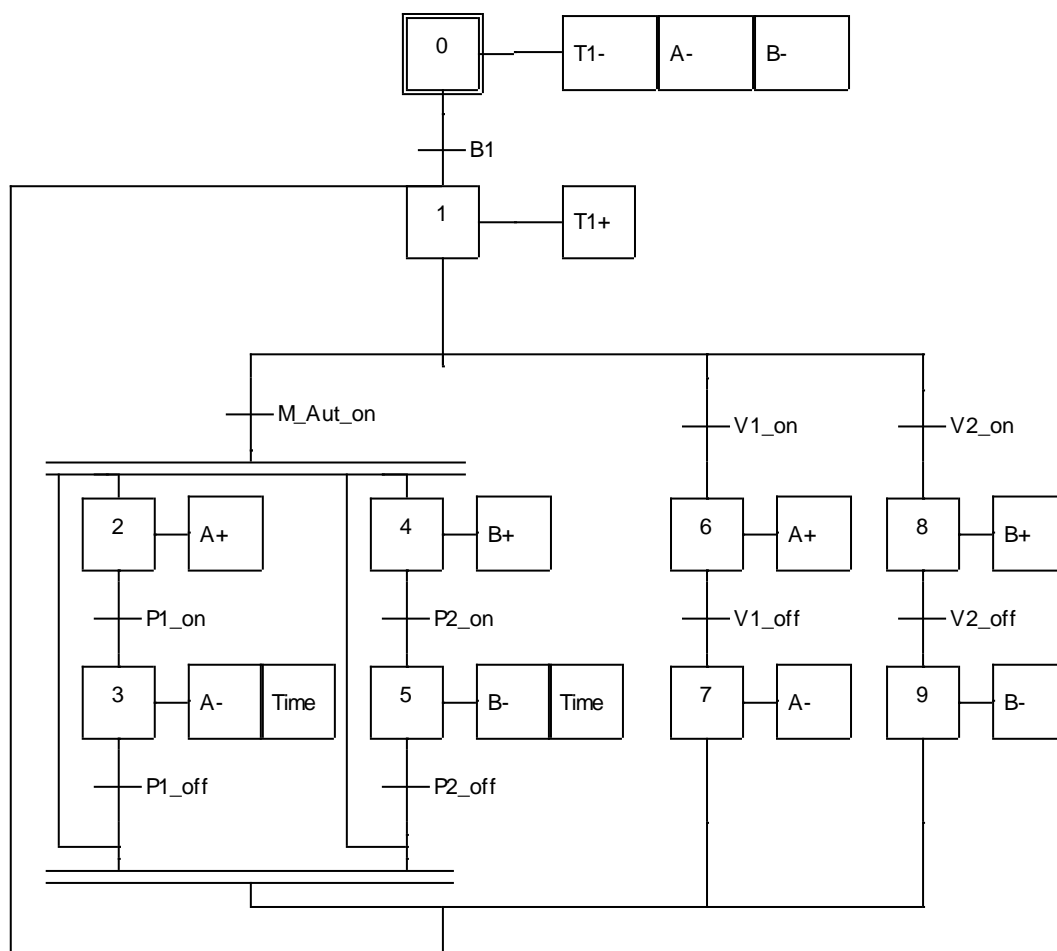 0 T1- A- B-
B1
1 T1+
M_Aut_on V1_on V2_on
2 A+ 4 B+ 6 A+ 8 B+
P1_on P2_on V1_off V2_off
3 A- Time 5 B- Time 7 A- 9 B-
P1_off P2_off